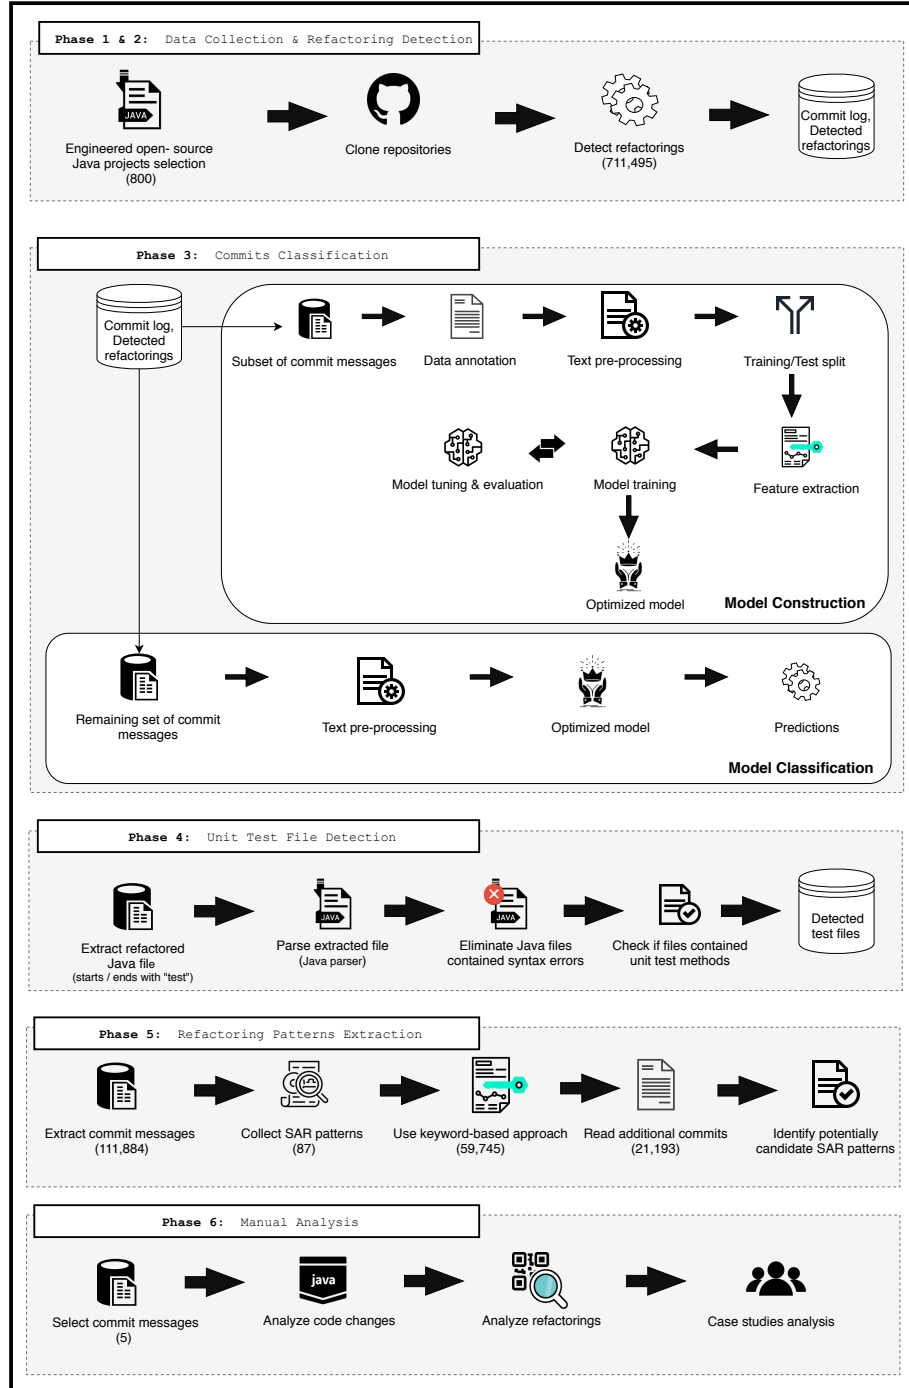 Phase 1 & 2: Data Collection & Refactoring Detection
JAVA
Engineered open- source
Java projects selection
(800)
Clone repositories
Detect refactorings
(711,495)
Commit log,
Detected
refactorings
Phase 3: Commits Classification
Commit log,
Detected
refactorings
Subset of commit messages
Data annotation
Text pre-processing
Training/Test split
Model tuning & evaluation
Model training
Feature extraction
Optimized model
Model Construction
Remaining set of commit
messages
Text pre-processing
Optimized model
Predictions
Model Classification
Phase 4: Unit Test File Detection
Extract refactored
Java file
(starts / ends with "test")
JAVA
Parse extracted file
(Java parser)
JAVA
Eliminate Java files
contained syntax errors
Check if files contained
unit test methods
Detected
test files
Phase 5: Refactoring Patterns Extraction
Extract commit messages
(111,884)
Collect SAR patterns
(87)
Use keyword-based approach
(59,745)
Read additional commits
(21,193)
Identify potentially
candidate SAR patterns
Phase 6: Manual Analysis
Select commit messages
(5)
java
Analyze code changes
Analyze refactorings
Case studies analysis